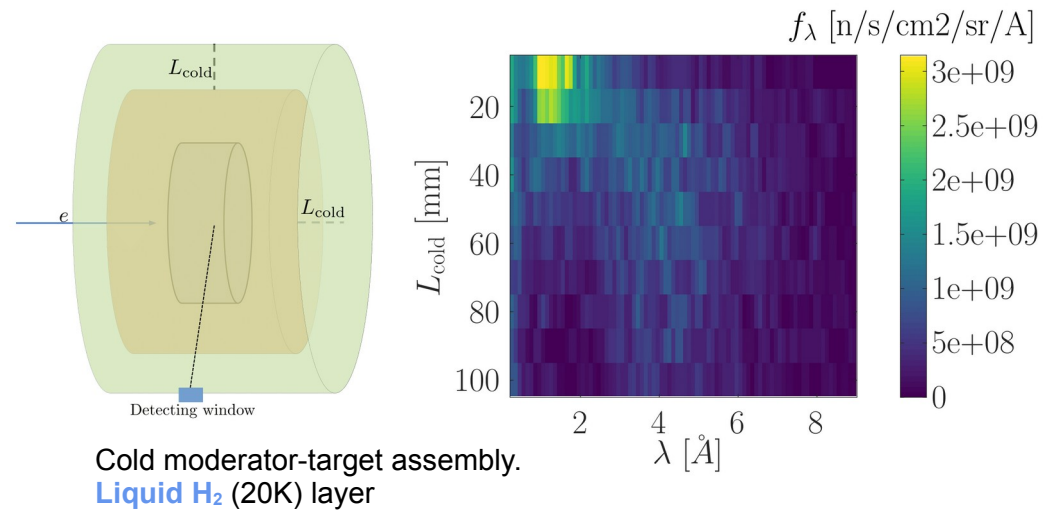 L_cold
L_cold
e
Detecting window
f_λ [n/s/cm2/sr/A]
3e+09
2.5e+09
2e+09
1.5e+09
1e+09
5e+08
0
L_cold [mm]
20
40
60
80
100
2 4 6 8
λ [Å]
Cold moderator-target assembly.
Liquid H₂ (20K) layer